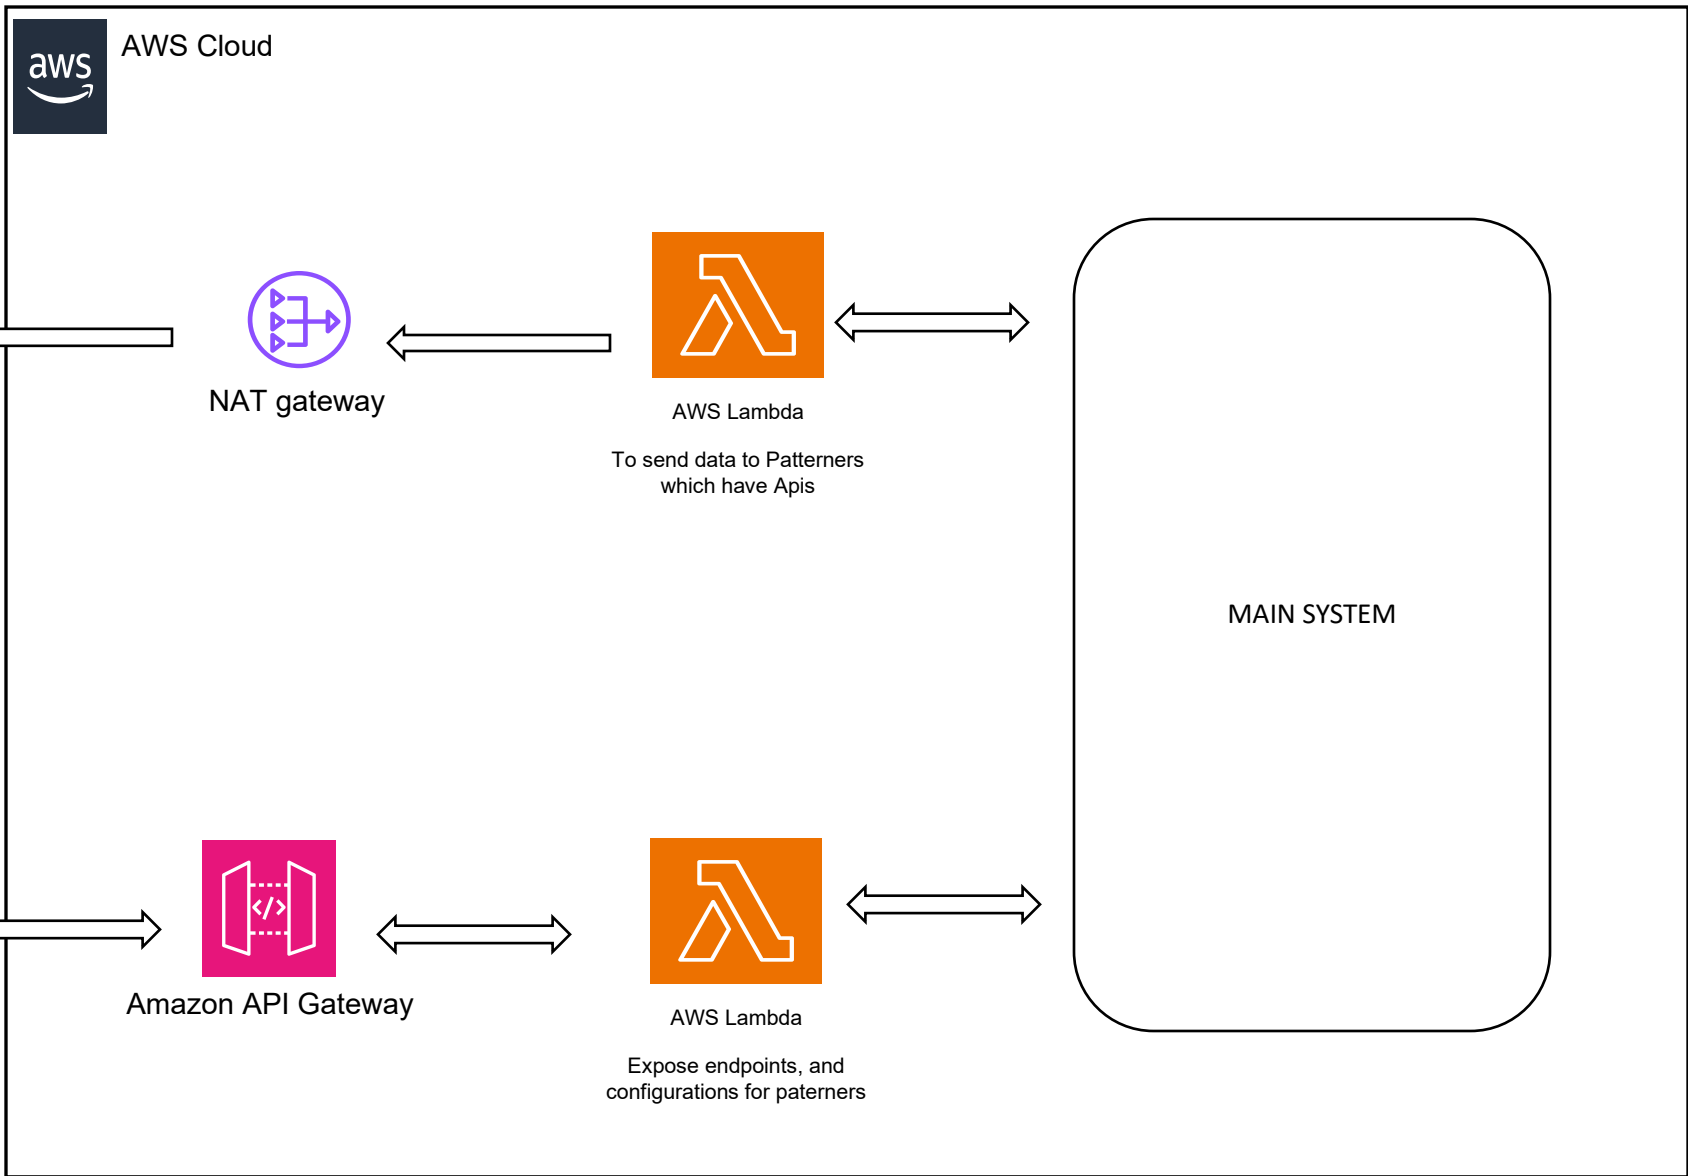 aws
AWS Cloud
NAT gateway
AWS Lambda
To send data to Patterners
which have Apis
MAIN SYSTEM
</>
Amazon API Gateway
AWS Lambda
Expose endpoints, and
configurations for paterners